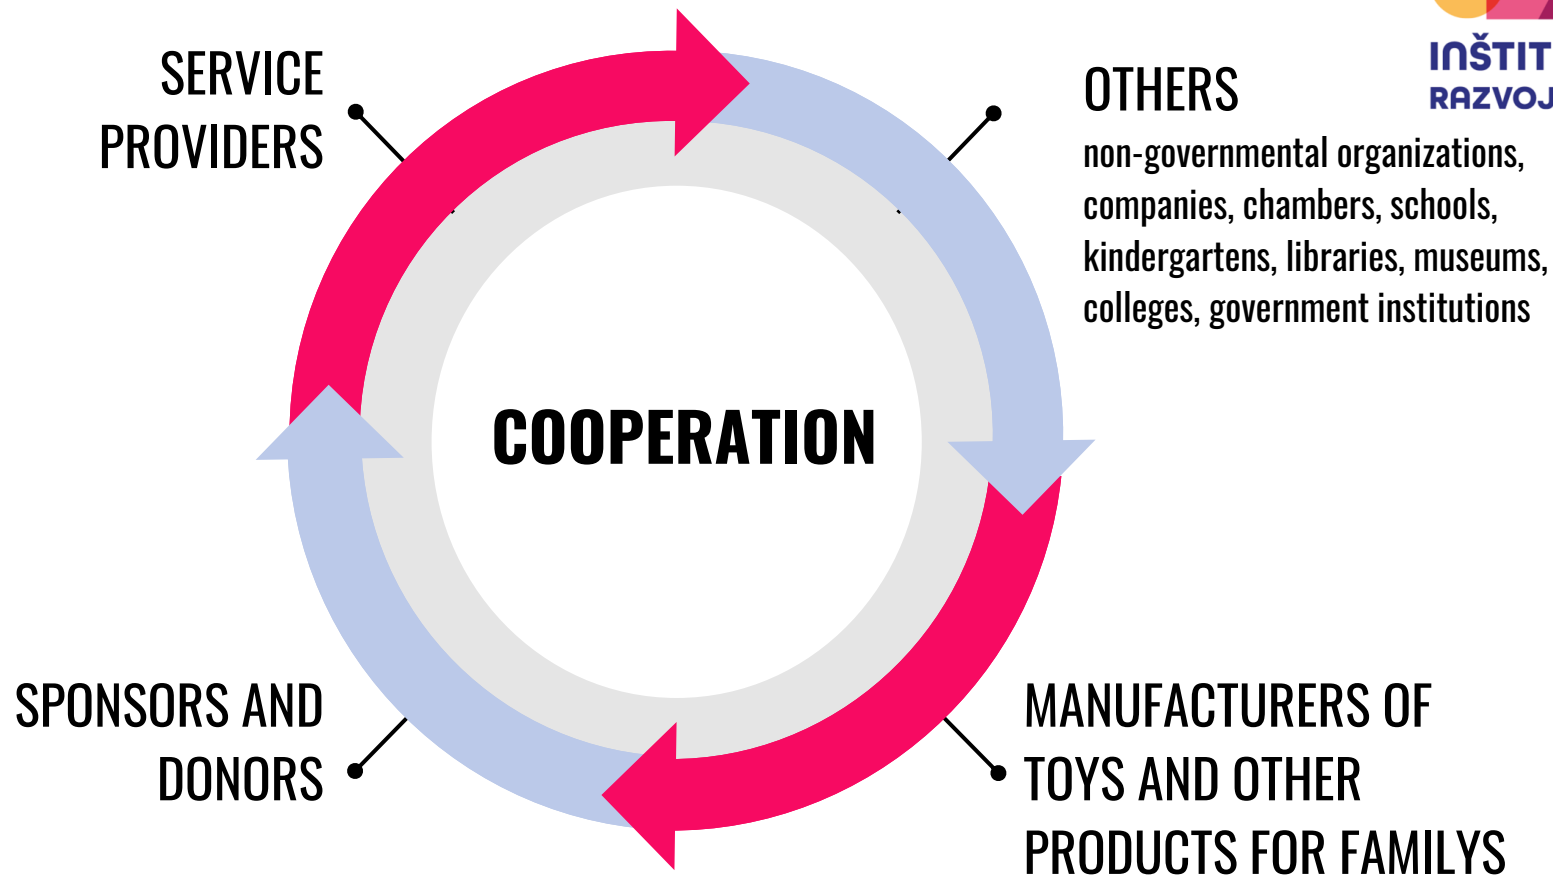 SERVICE
PROVIDERS
OTHERS
non-governmental organizations,
companies, chambers, schools,
kindergartens, libraries, museums,
colleges, government institutions
INŠTIT
RAZVOJ
COOPERATION
SPONSORS AND
DONORS
MANUFACTURERS OF
TOYS AND OTHER
PRODUCTS FOR FAMILYS